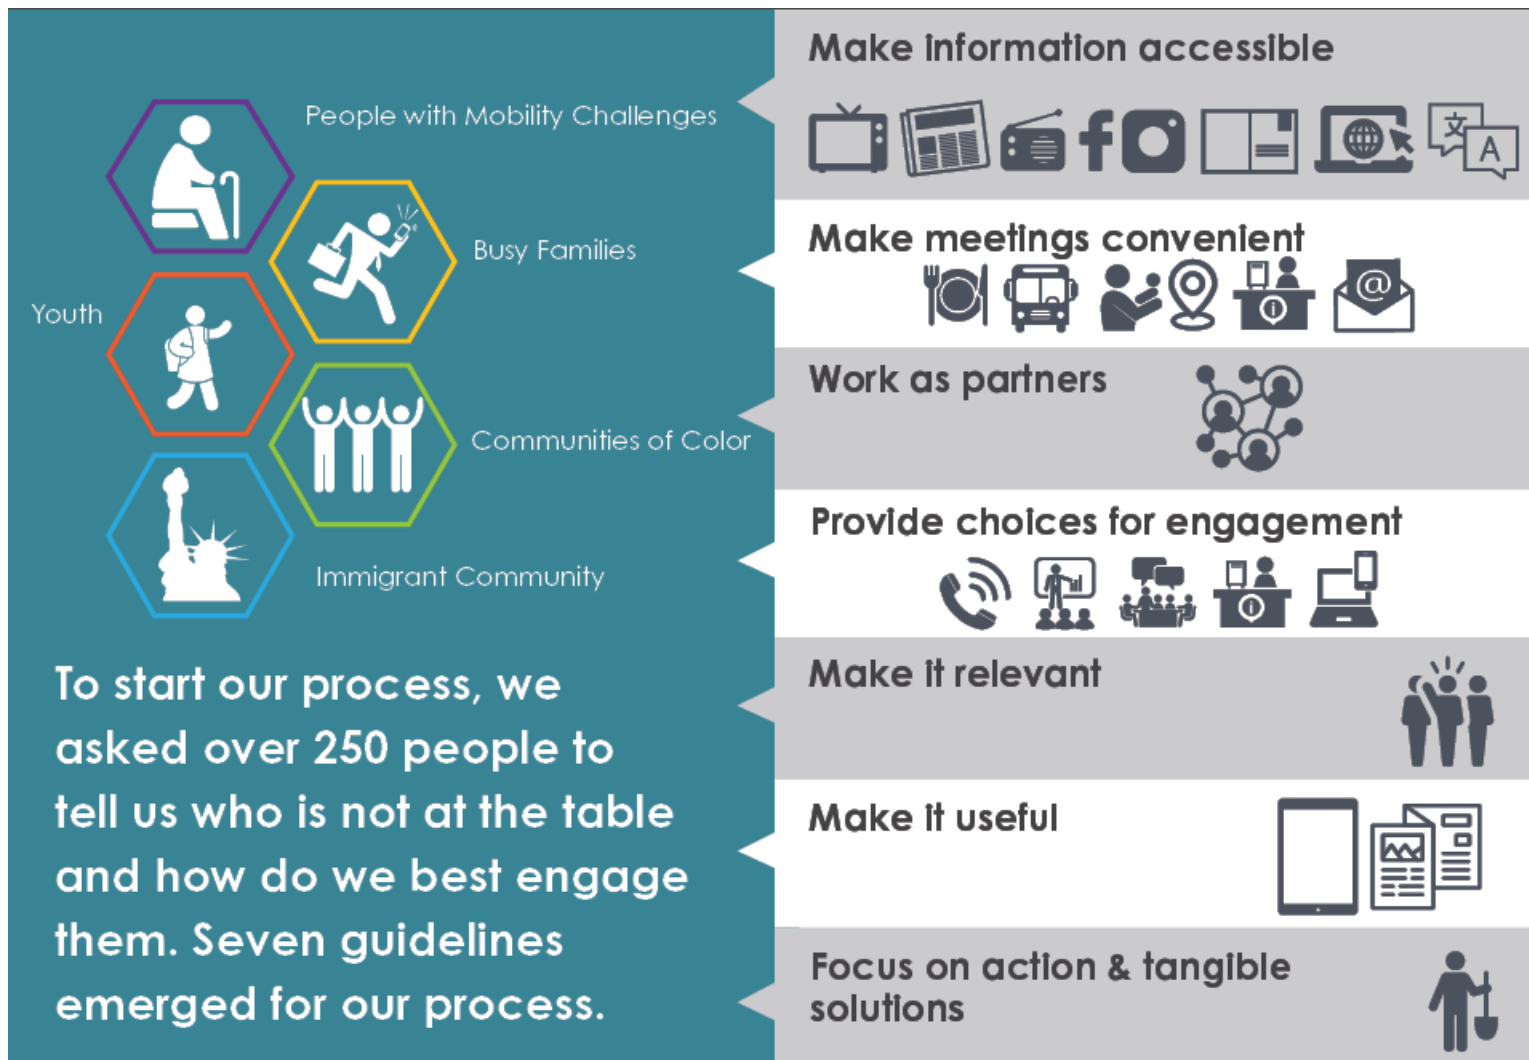 People with Mobility Challenges
Busy Families
Youth
Communities of Color
Immigrant Community
To start our process, we
asked over 250 people to
tell us who is not at the table
and how do we best engage
them. Seven guidelines
emerged for our process.
Make information accessible
文
A
Make meetings convenient
i
@
Work as partners
Provide choices for engagement
i
Make it relevant
Make it useful
Focus on action & tangible
solutions